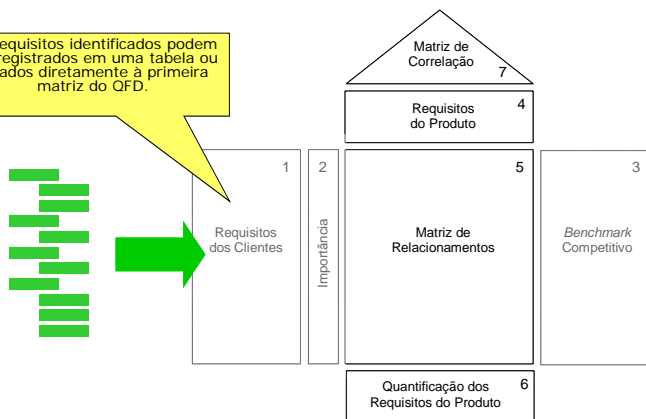 equisitos identificados podem
registrados em uma tabela ou
ados diretamente à primeira
matriz do QFD.
Matriz de
Correlação
7
Requisitos
do Produto
4
1
Requisitos
dos Clientes
2
Importância
5
Matriz de
Relacionamentos
3
Benchmark
Competitivo
Quantificação dos
Requisitos do Produto
6